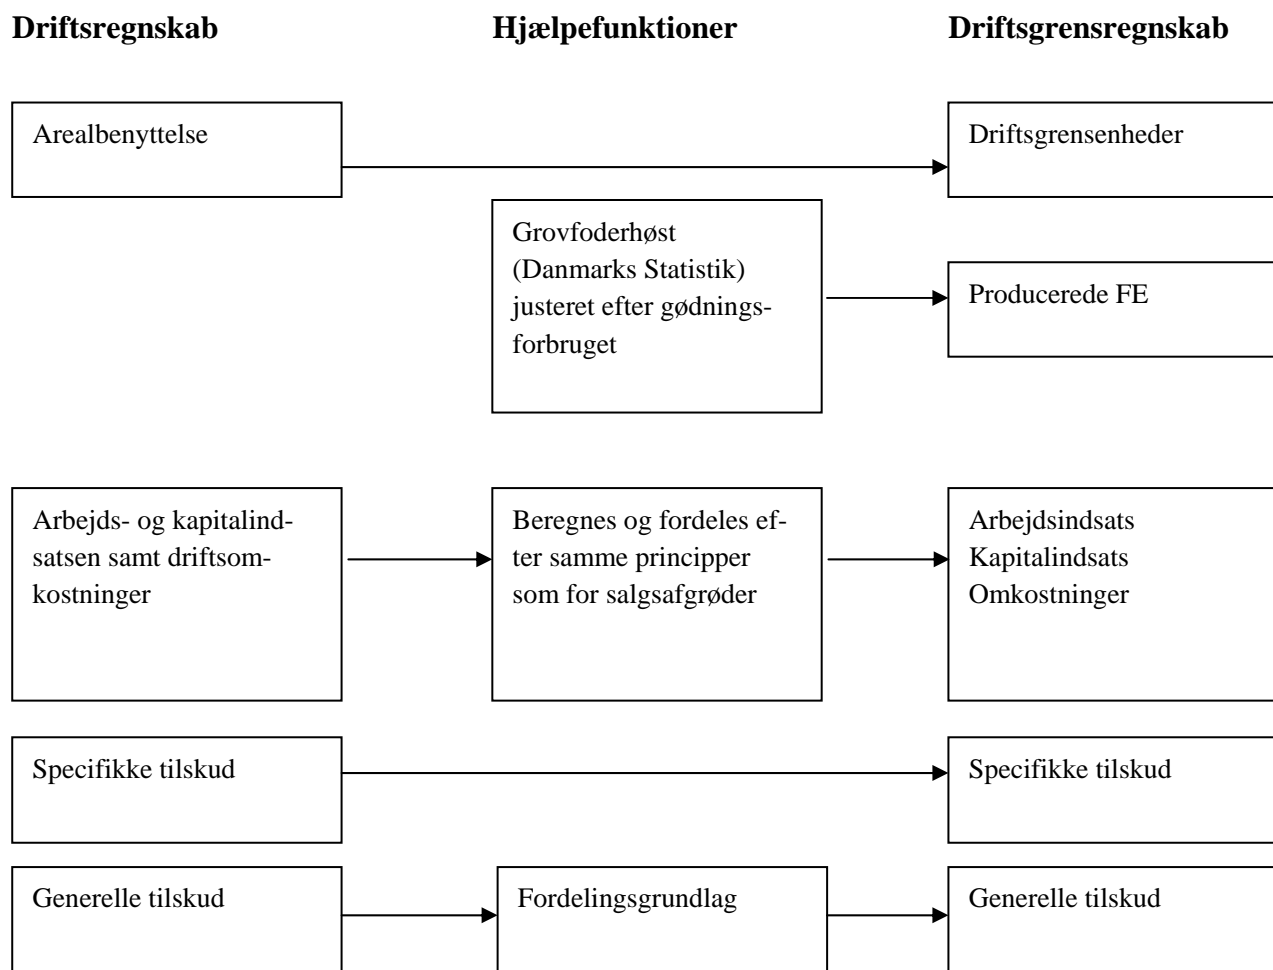 Driftsregnskab
Hjælpefunktioner
Driftsgrensregnskab
Arealbenyttelse
Driftsgrensenheder
Grovfoderhøst
(Danmarks Statistik)
justeret efter gødnings-
forbruget
Producerede FE
Arbejds- og kapitalind-
satsen samt driftsom-
kostninger
Beregnes og fordeles ef-
ter samme principper
som for salgsafgrøder
Arbejdsindsats
Kapitalindsats
Omkostninger
Specifikke tilskud
Specifikke tilskud
Generelle tilskud
Fordelingsgrundlag
Generelle tilskud